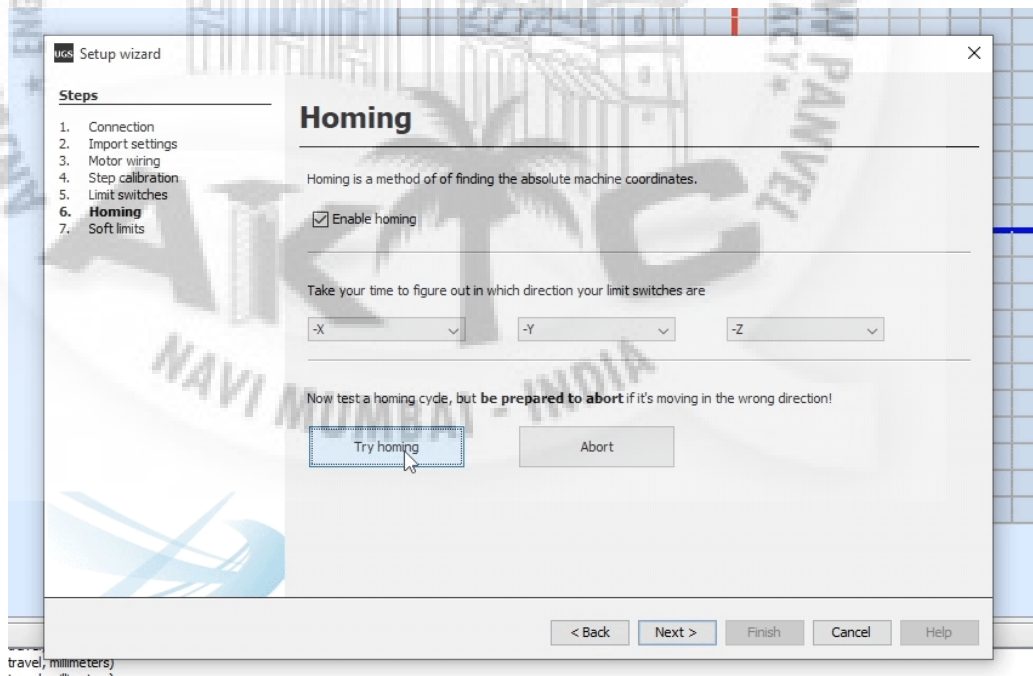 UGS Setup wizard
Steps
1. Connection
2. Import settings
3. Motor wiring
4. Step calibration
5. Limit switches
6. Homing
7. Soft limits
Homing
Homing is a method of of finding the absolute machine coordinates.
Enable homing
Take your time to figure out in which direction your limit switches are
-X -Y -Z
Now test a homing cycle, but be prepared to abort if it's moving in the wrong direction!
Try homing Abort
< Back Next > Finish Cancel Help
travel, millimeters)
AKTC
NAVI MUMBAI - INDIA
PANVEL